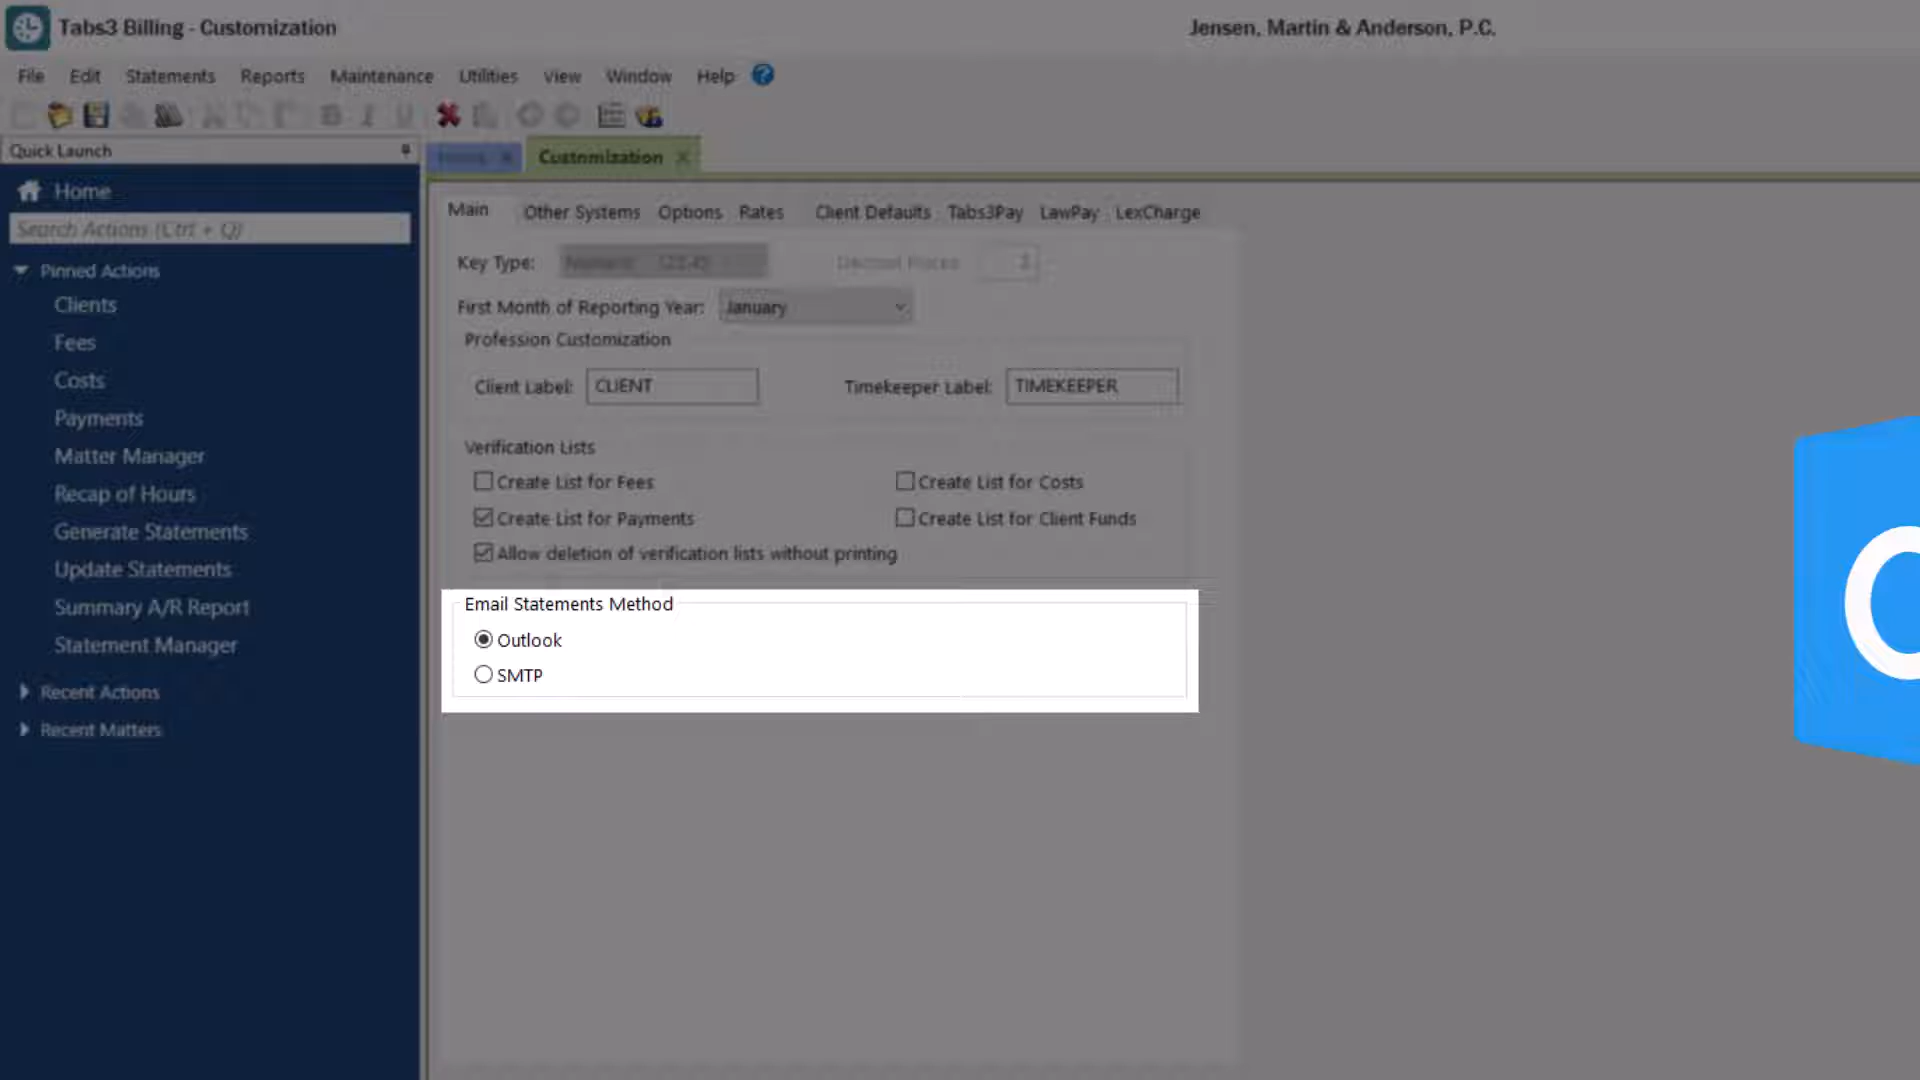 Tabs3 Billing - Customization
Jensen, Martin & Anderson, P.C.
File Edit Statements Reports Maintenance Utilities View Window Help ?
B I U
Quick Launch
Customization
Home
Search Actions (Ctrl + Q)
Pinned Actions
Clients
Fees
Costs
Payments
Matter Manager
Recap of Hours
Generate Statements
Update Statements
Summary A/R Report
Statement Manager
Recent Actions
Recent Matters
Main Other Systems Options Rates Client Defaults Tabs3Pay LawPay LexCharge
Key Type:
Decimal Places
First Month of Reporting Year: January
Profession Customization
Client Label: CLIENT Timekeeper Label: TIMEKEEPER
Verification Lists
Create List for Fees Create List for Costs
Create List for Payments Create List for Client Funds
Allow deletion of verification lists without printing
Email Statements Method
Outlook
SMTP